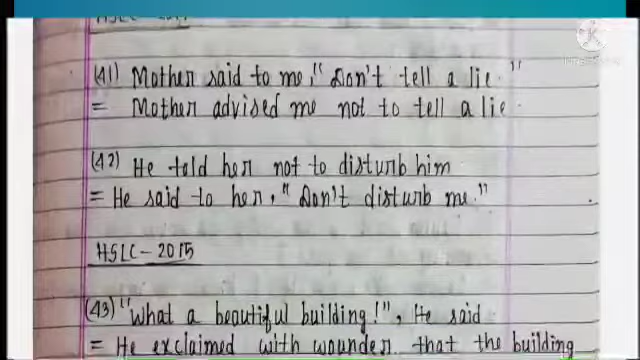 HSLC - 2017
(41) Mother said to me, "Don't tell a lie."
= Mother advised me not to tell a lie.
(42) He told her not to disturb him
= He said to her, "Don't disturb me."
HSLC - 2015
(43) "What a beautiful building!", He said
= He exclaimed with wounder that the building